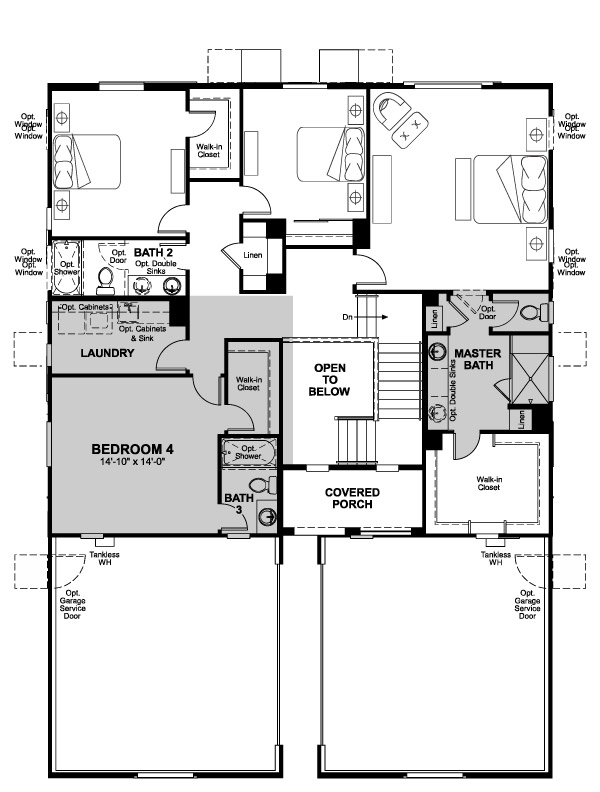 Opt.
Window
Opt.
Window
Opt.
Window
Opt.
Window
Walk-in
Closet
Opt.
Window
Opt.
Window
Opt.
Shower
Opt.
Door
BATH 2
Opt. Double
Sinks
Linen
Opt.
Window
Opt.
Window
Opt. Cabinets
Opt. Cabinets
& Sink
LAUNDRY
Dn
Linen
Opt.
Door
MASTER
BATH
Opt. Double Sinks
Linen
OPEN
TO
BELOW
Walk-in
Closet
BEDROOM 4
14'-10" x 14'-0"
Opt.
Shower
BATH
3
COVERED
PORCH
Walk-in
Closet
Tankless
WH
Opt.
Garage
Service
Door
Tankless
WH
Opt.
Garage
Service
Door